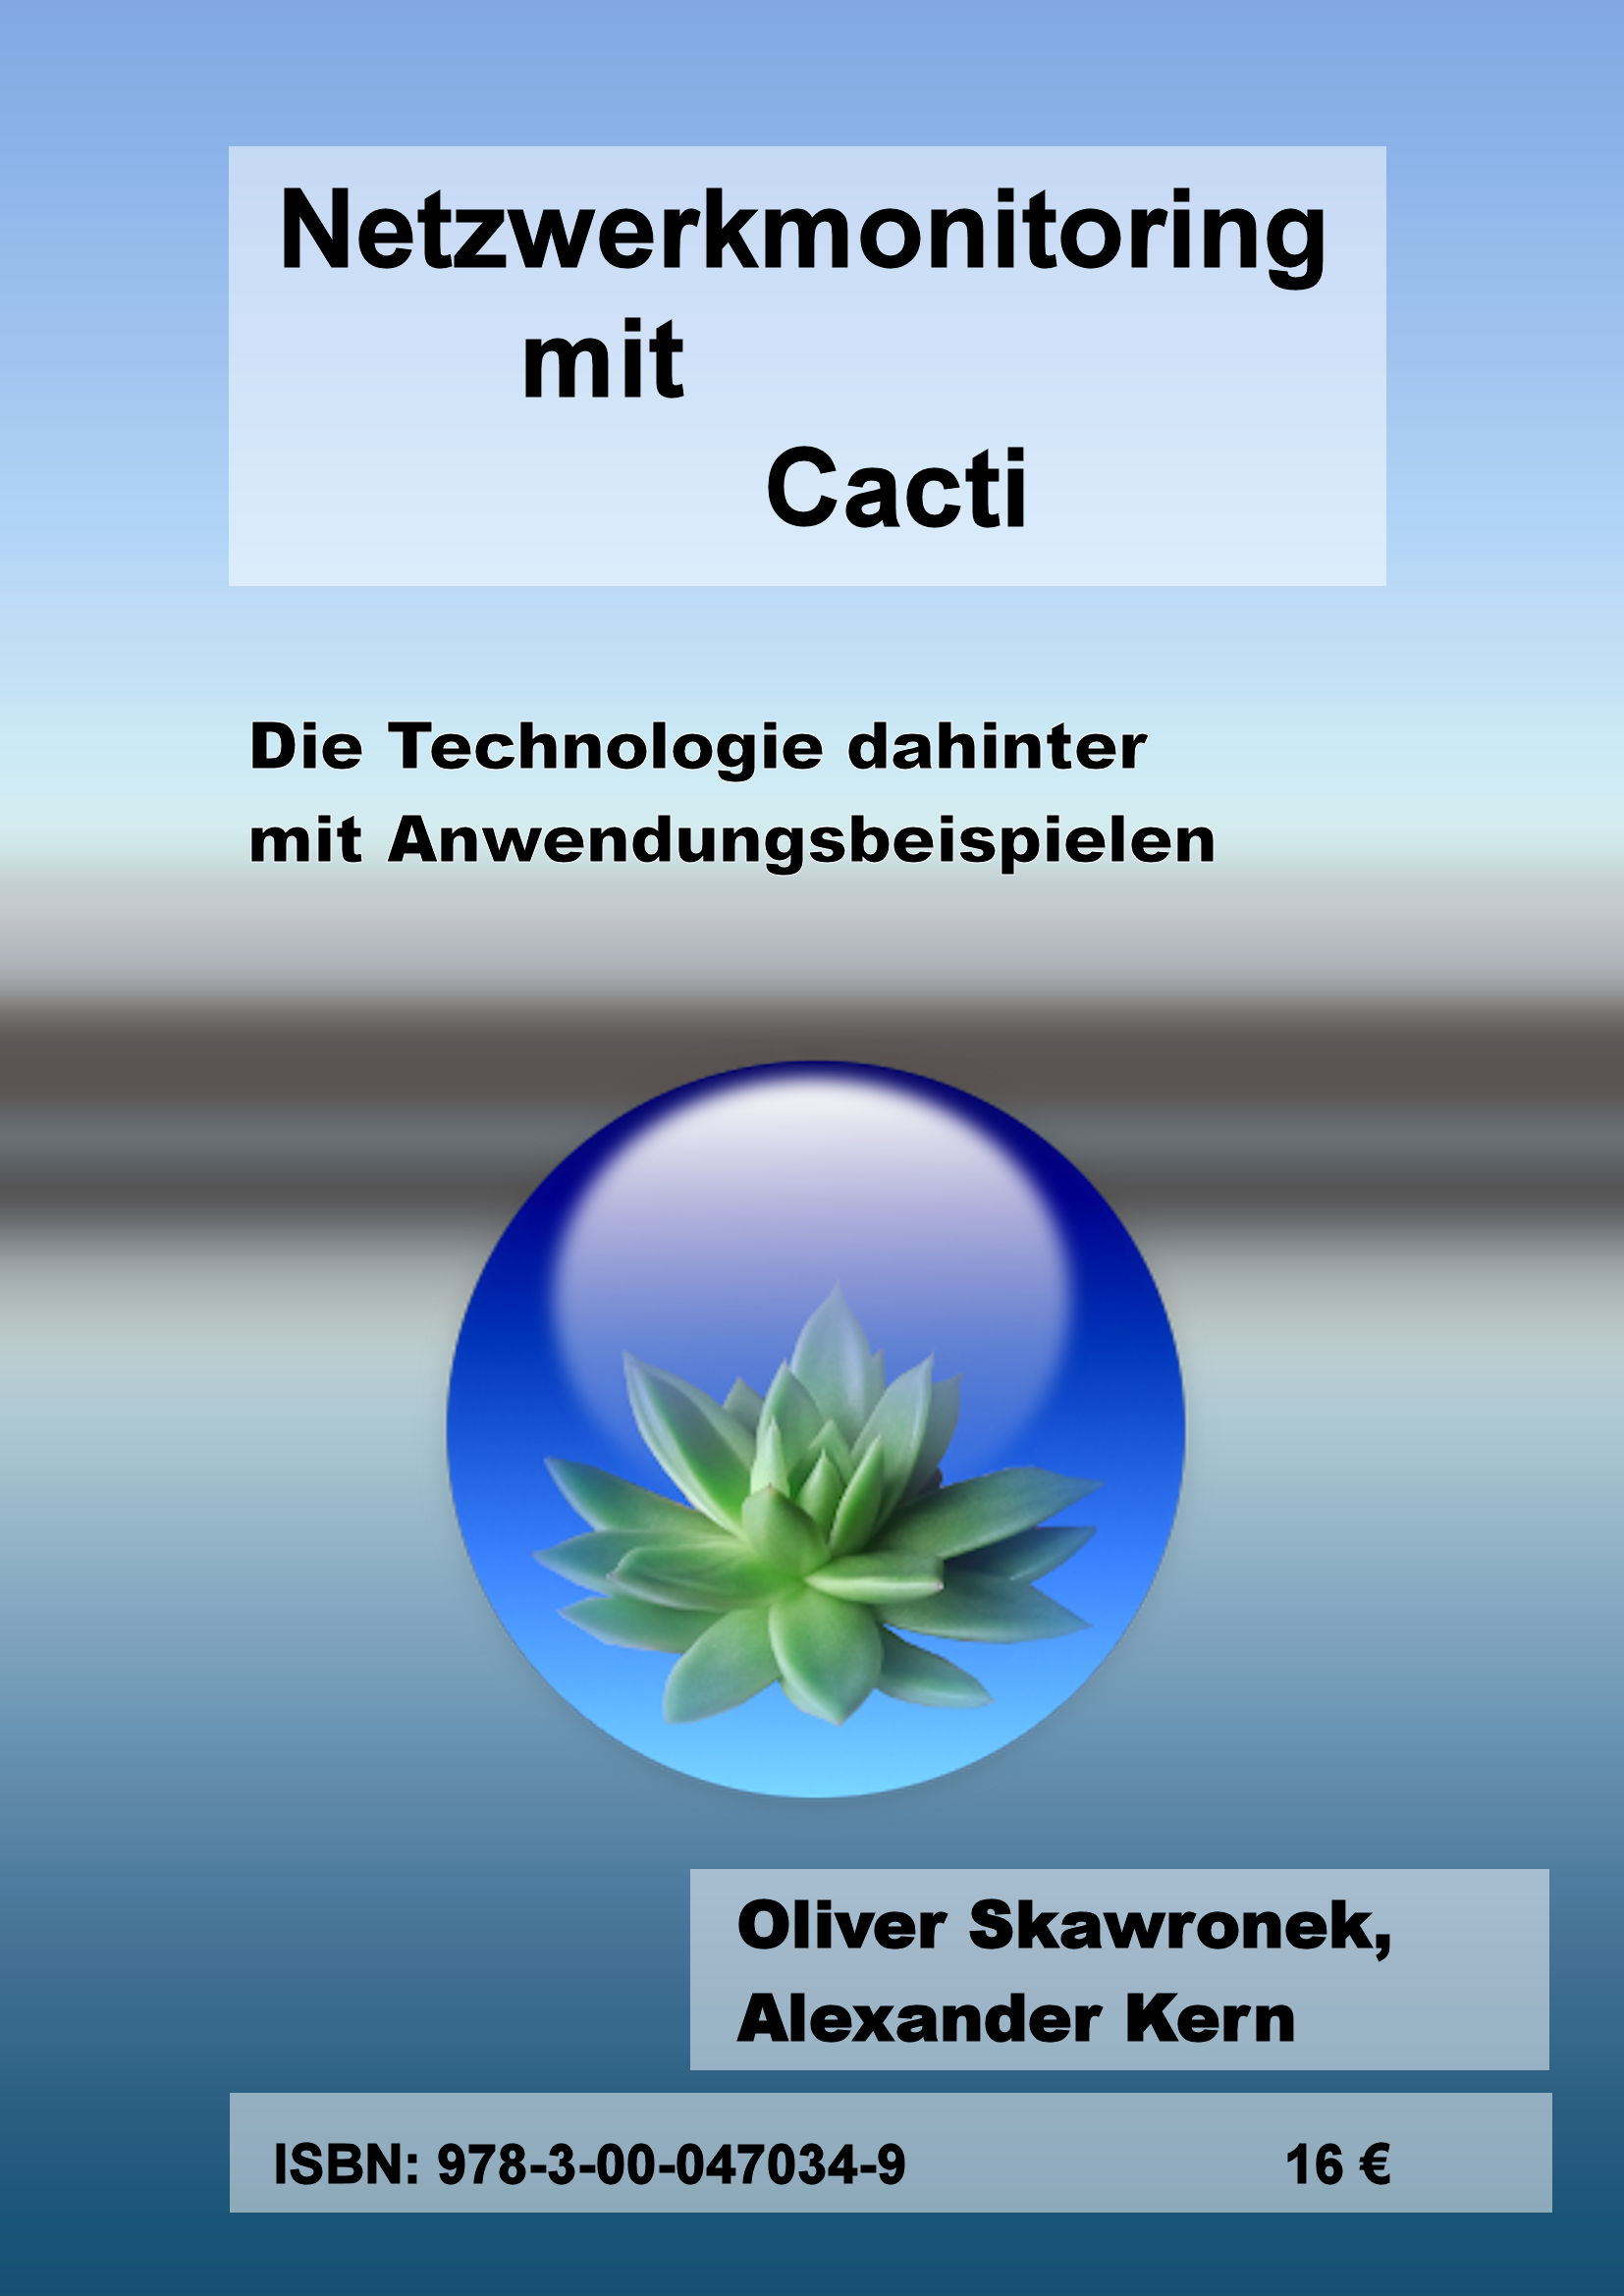 Netzwerkmonitoring
mit
Cacti
Die Technologie dahinter
mit Anwendungsbeispielen
Oliver Skawronek,
Alexander Kern
ISBN: 978-3-00-047034-9 16 €